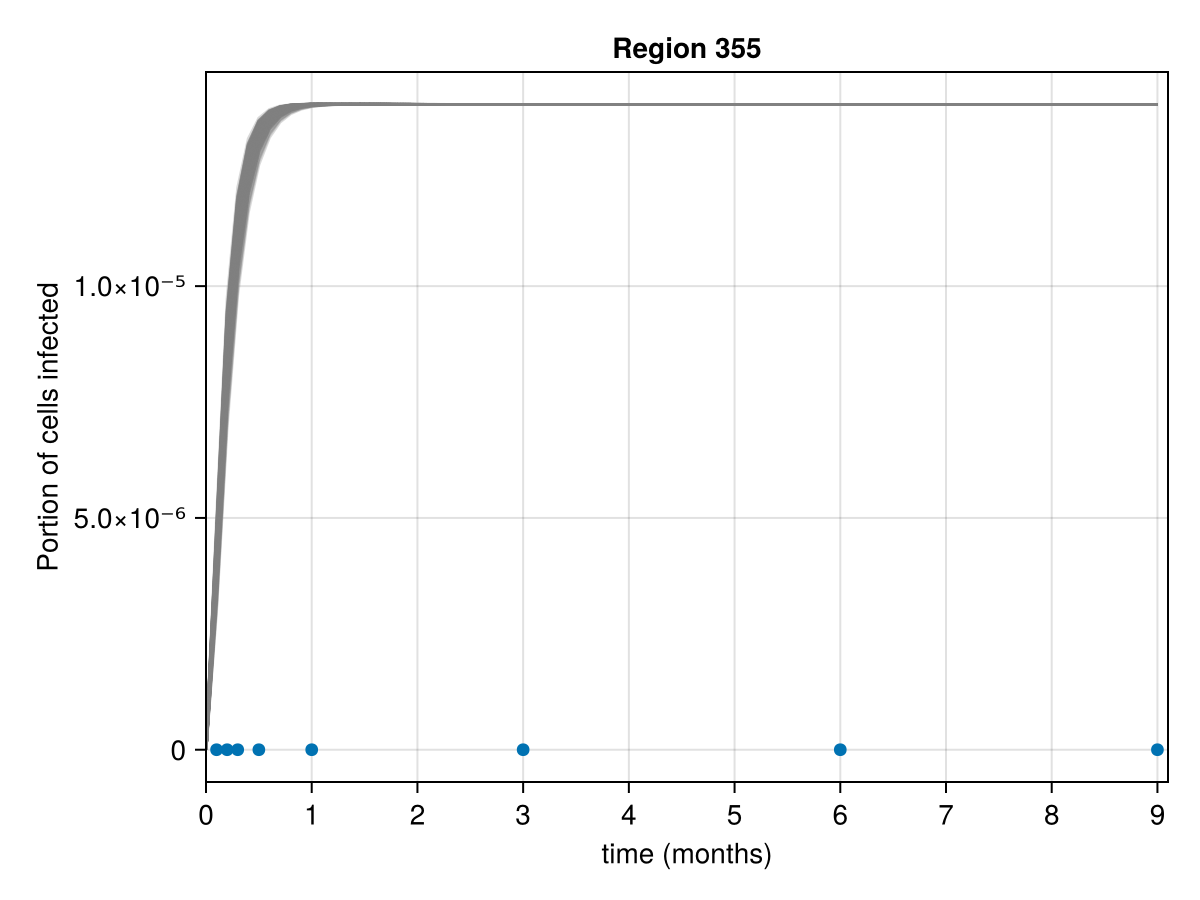 Region 355
Portion of cells infected
1.0×10⁻⁵
5.0×10⁻⁶
0
0 1 2 3 4 5 6 7 8 9
time (months)